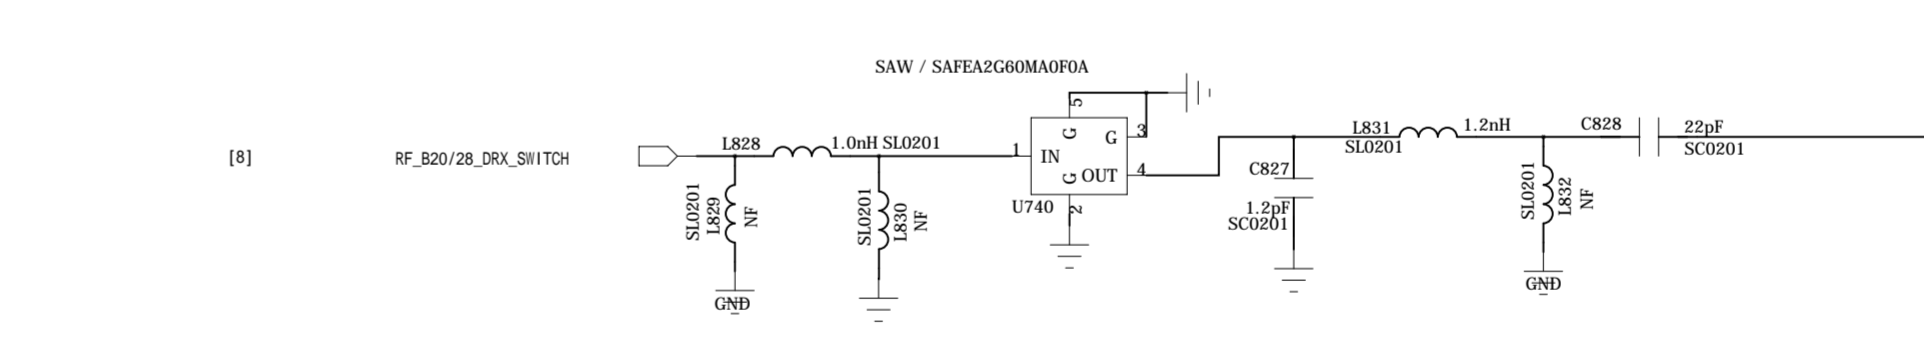 SAW / SAFEA2G60MA0F0A
[8]
RF_B20/28_DRX_SWITCH
L828
1.0nH SL0201
SL0201
L829
NF
GND
SL0201
L830
NF
1
IN
5
G
G
3
G
OUT
4
2
U740
C827
1.2pF
SC0201
L831
SL0201
1.2nH
SL0201
L832
NF
GND
C828
22pF
SC0201